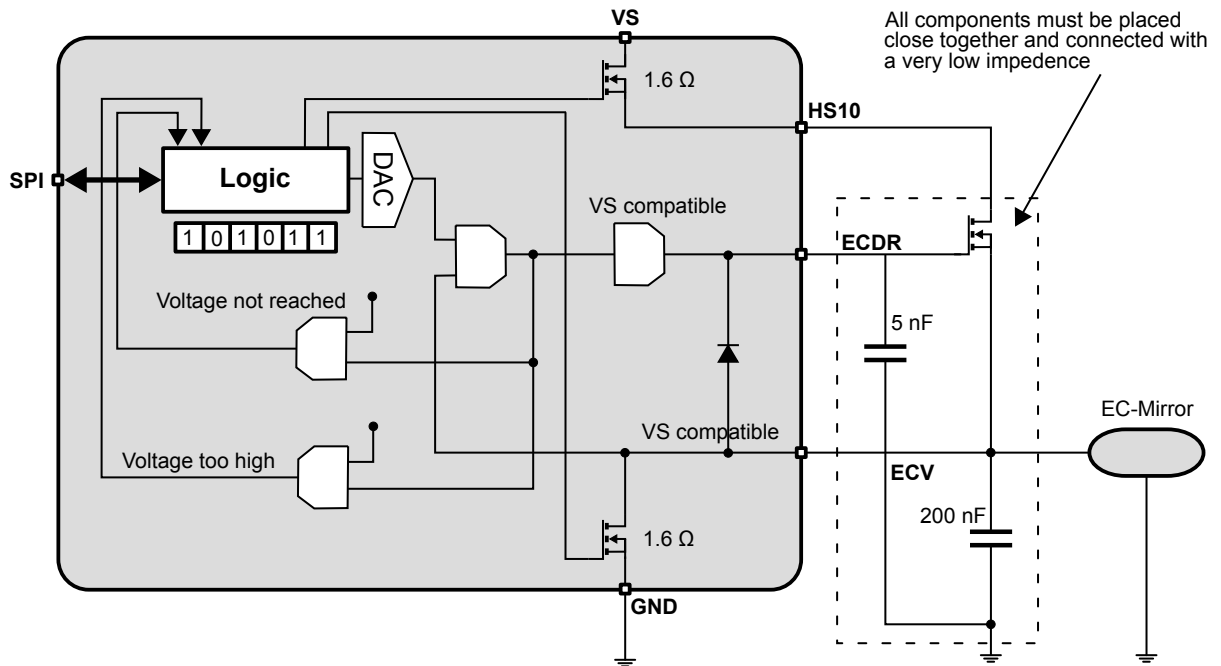 VS
All components must be placed
close together and connected with
a very low impedence
1.6 Ω
HS10
SPI
Logic
DAC
1 0 1 0 1 1
VS compatible
ECDR
Voltage not reached
5 nF
EC-Mirror
VS compatible
Voltage too high
ECV
200 nF
1.6 Ω
GND